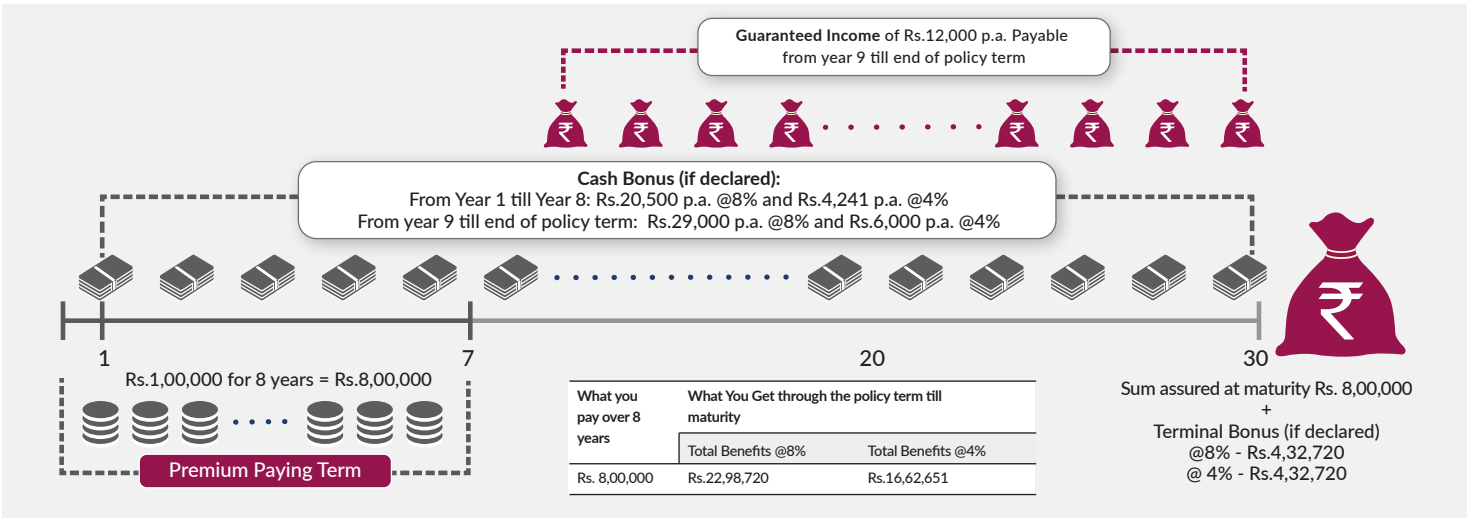 Guaranteed Income of Rs.12,000 p.a. Payable
from year 9 till end of policy term
₹ ₹ ₹ ₹ ₹ ₹ ₹ ₹
Cash Bonus (if declared):
From Year 1 till Year 8: Rs.20,500 p.a. @8% and Rs.4,241 p.a. @4%
From year 9 till end of policy term: Rs.29,000 p.a. @8% and Rs.6,000 p.a. @4%
₹
1 7 20 30
Rs.1,00,000 for 8 years = Rs.8,00,000
Premium Paying Term
What you
pay over 8
years
What You Get through the policy term till
maturity
Total Benefits @8% Total Benefits @4%
Rs. 8,00,000 Rs.22,98,720 Rs.16,62,651
Sum assured at maturity Rs. 8,00,000
+
Terminal Bonus (if declared)
@8% - Rs.4,32,720
@ 4% - Rs.4,32,720